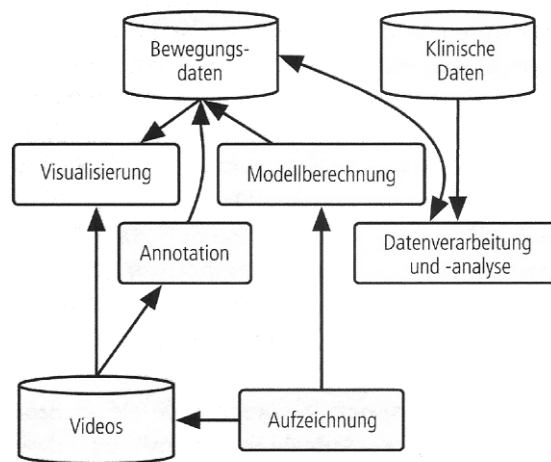 Bewegungs-
daten
Klinische
Daten
Visualisierung
Modellberechnung
Annotation
Datenverarbeitung
und -analyse
Videos
Aufzeichnung